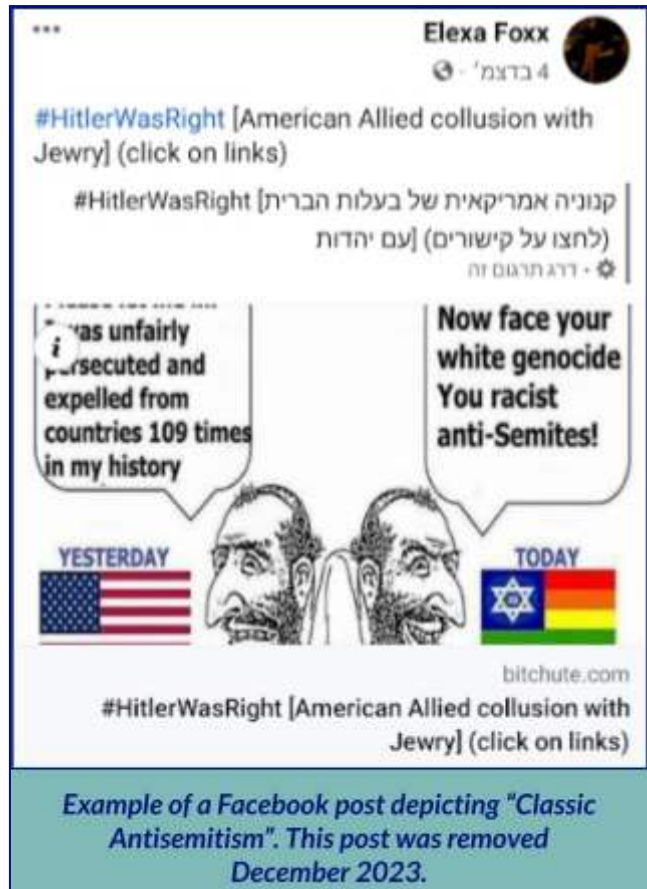 Elexa Foxx
4 בדצמ׳ ·
#HitlerWasRight [American Allied collusion with
Jewry] (click on links)
#HitlerWasRight [קנוניה אמריקאית של בעלות הברית
עם יהדות] (לחצו על קישורים)
דרג תרגום זה
was unfairly
persecuted and
expelled from
countries 109 times
in my history
Now face your
white genocide
You racist
anti-Semites!
YESTERDAY
TODAY
bitchute.com
#HitlerWasRight [American Allied collusion with
Jewry] (click on links)
Example of a Facebook post depicting “Classic
Antisemitism”. This post was removed
December 2023.